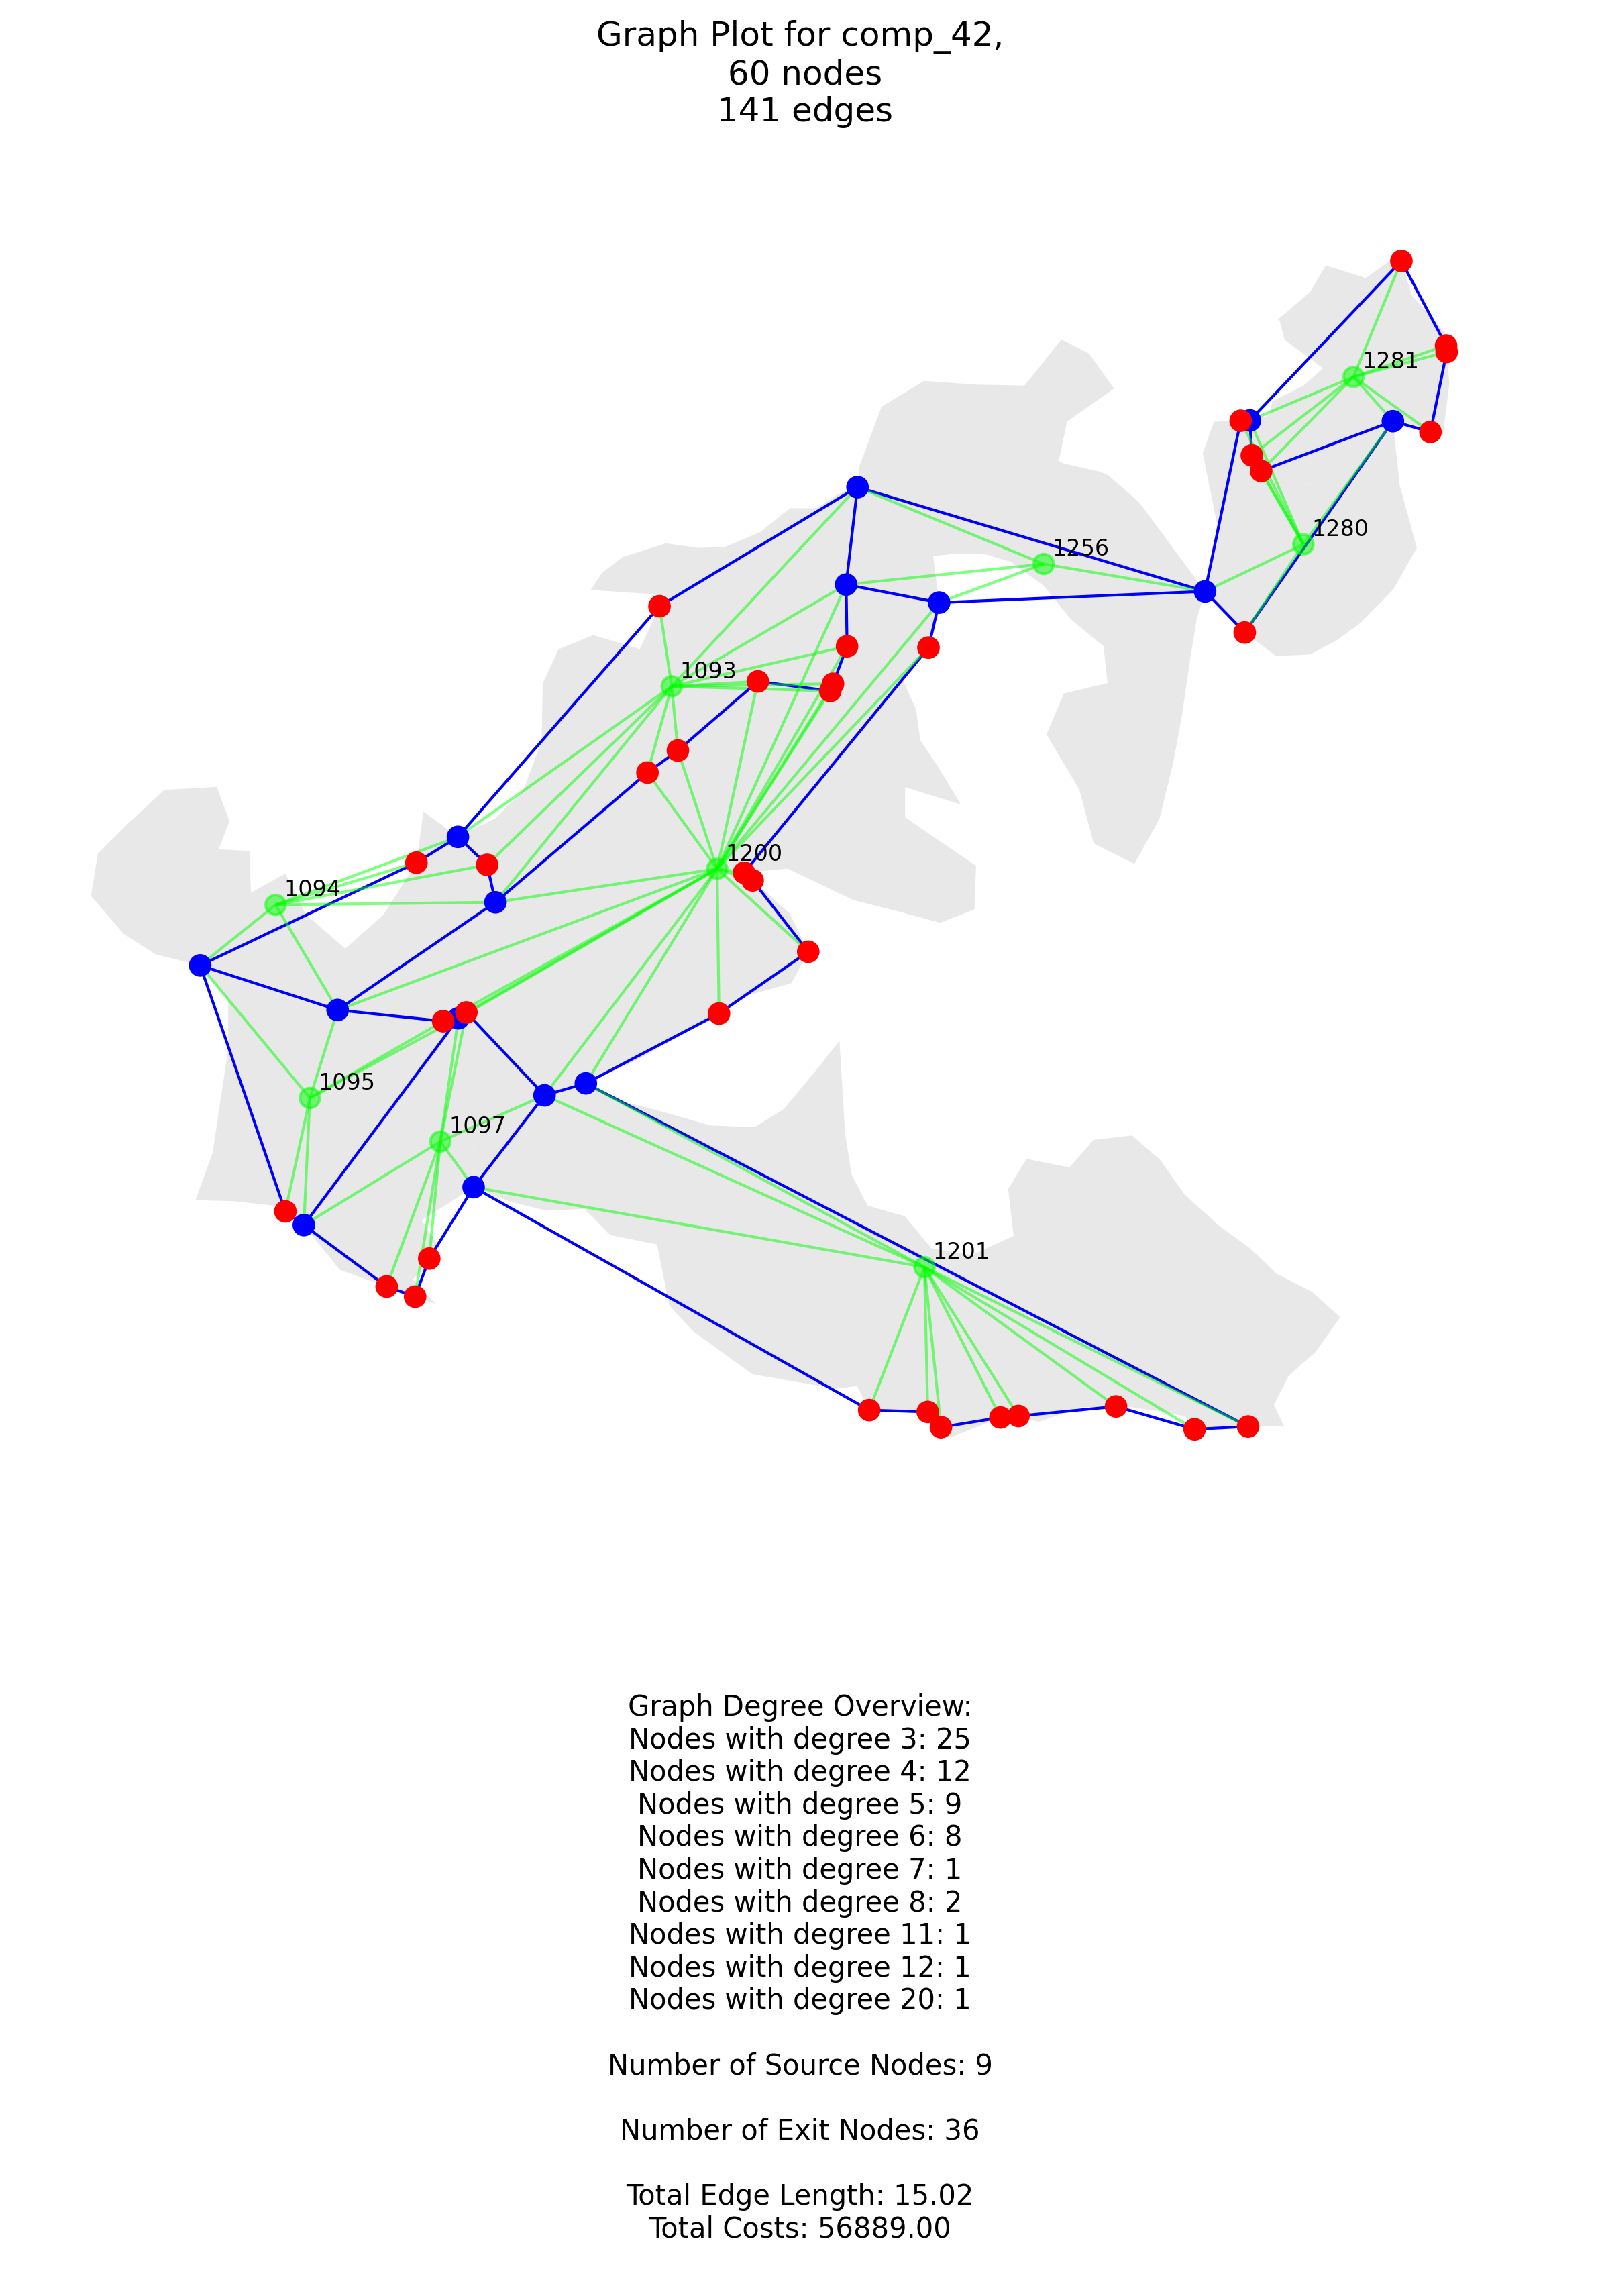 Graph Plot for comp_42,
60 nodes
141 edges
1281
1280
1256
1093
1200
1094
1095
1097
1201
Graph Degree Overview:
Nodes with degree 3: 25
Nodes with degree 4: 12
Nodes with degree 5: 9
Nodes with degree 6: 8
Nodes with degree 7: 1
Nodes with degree 8: 2
Nodes with degree 11: 1
Nodes with degree 12: 1
Nodes with degree 20: 1
Number of Source Nodes: 9
Number of Exit Nodes: 36
Total Edge Length: 15.02
Total Costs: 56889.00